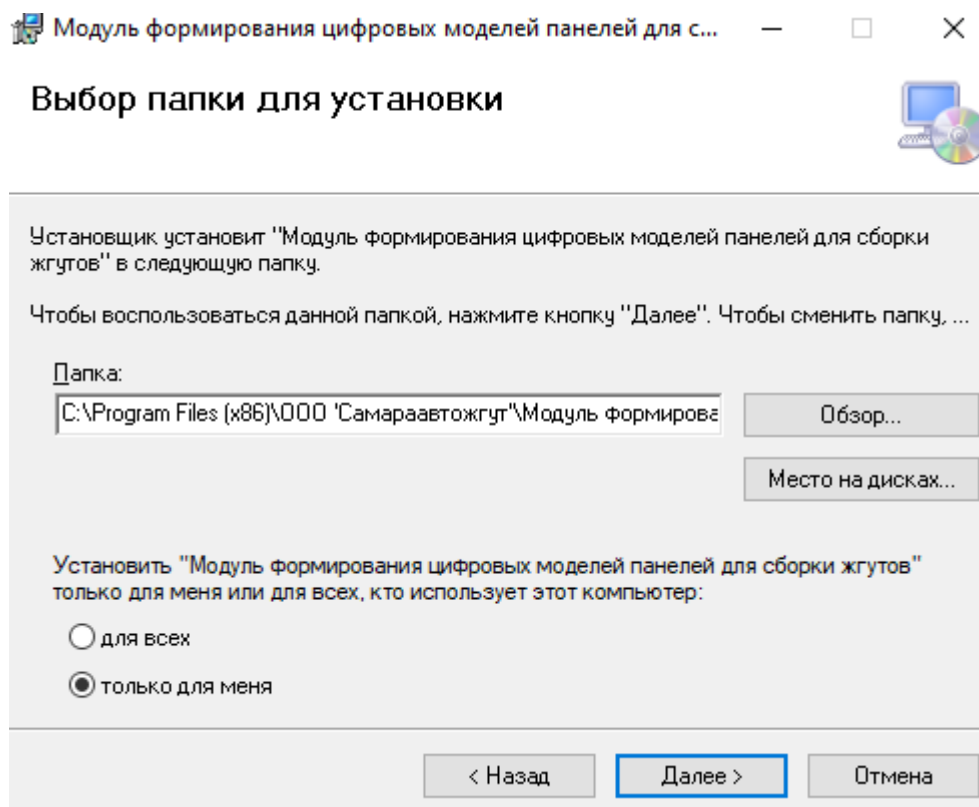 Модуль формирования цифровых моделей панелей для с...
Выбор папки для установки
Установщик установит "Модуль формирования цифровых моделей панелей для сборки
жгутов" в следующую папку.
Чтобы воспользоваться данной папкой, нажмите кнопку "Далее". Чтобы сменить папку, ...
Папка:
C:\Program Files (x86)\ООО 'Самараавтожгут"\Модуль формирова
Обзор...
Место на дисках...
Установить "Модуль формирования цифровых моделей панелей для сборки жгутов"
только для меня или для всех, кто использует этот компьютер:
для всех
только для меня
< Назад
Далее >
Отмена